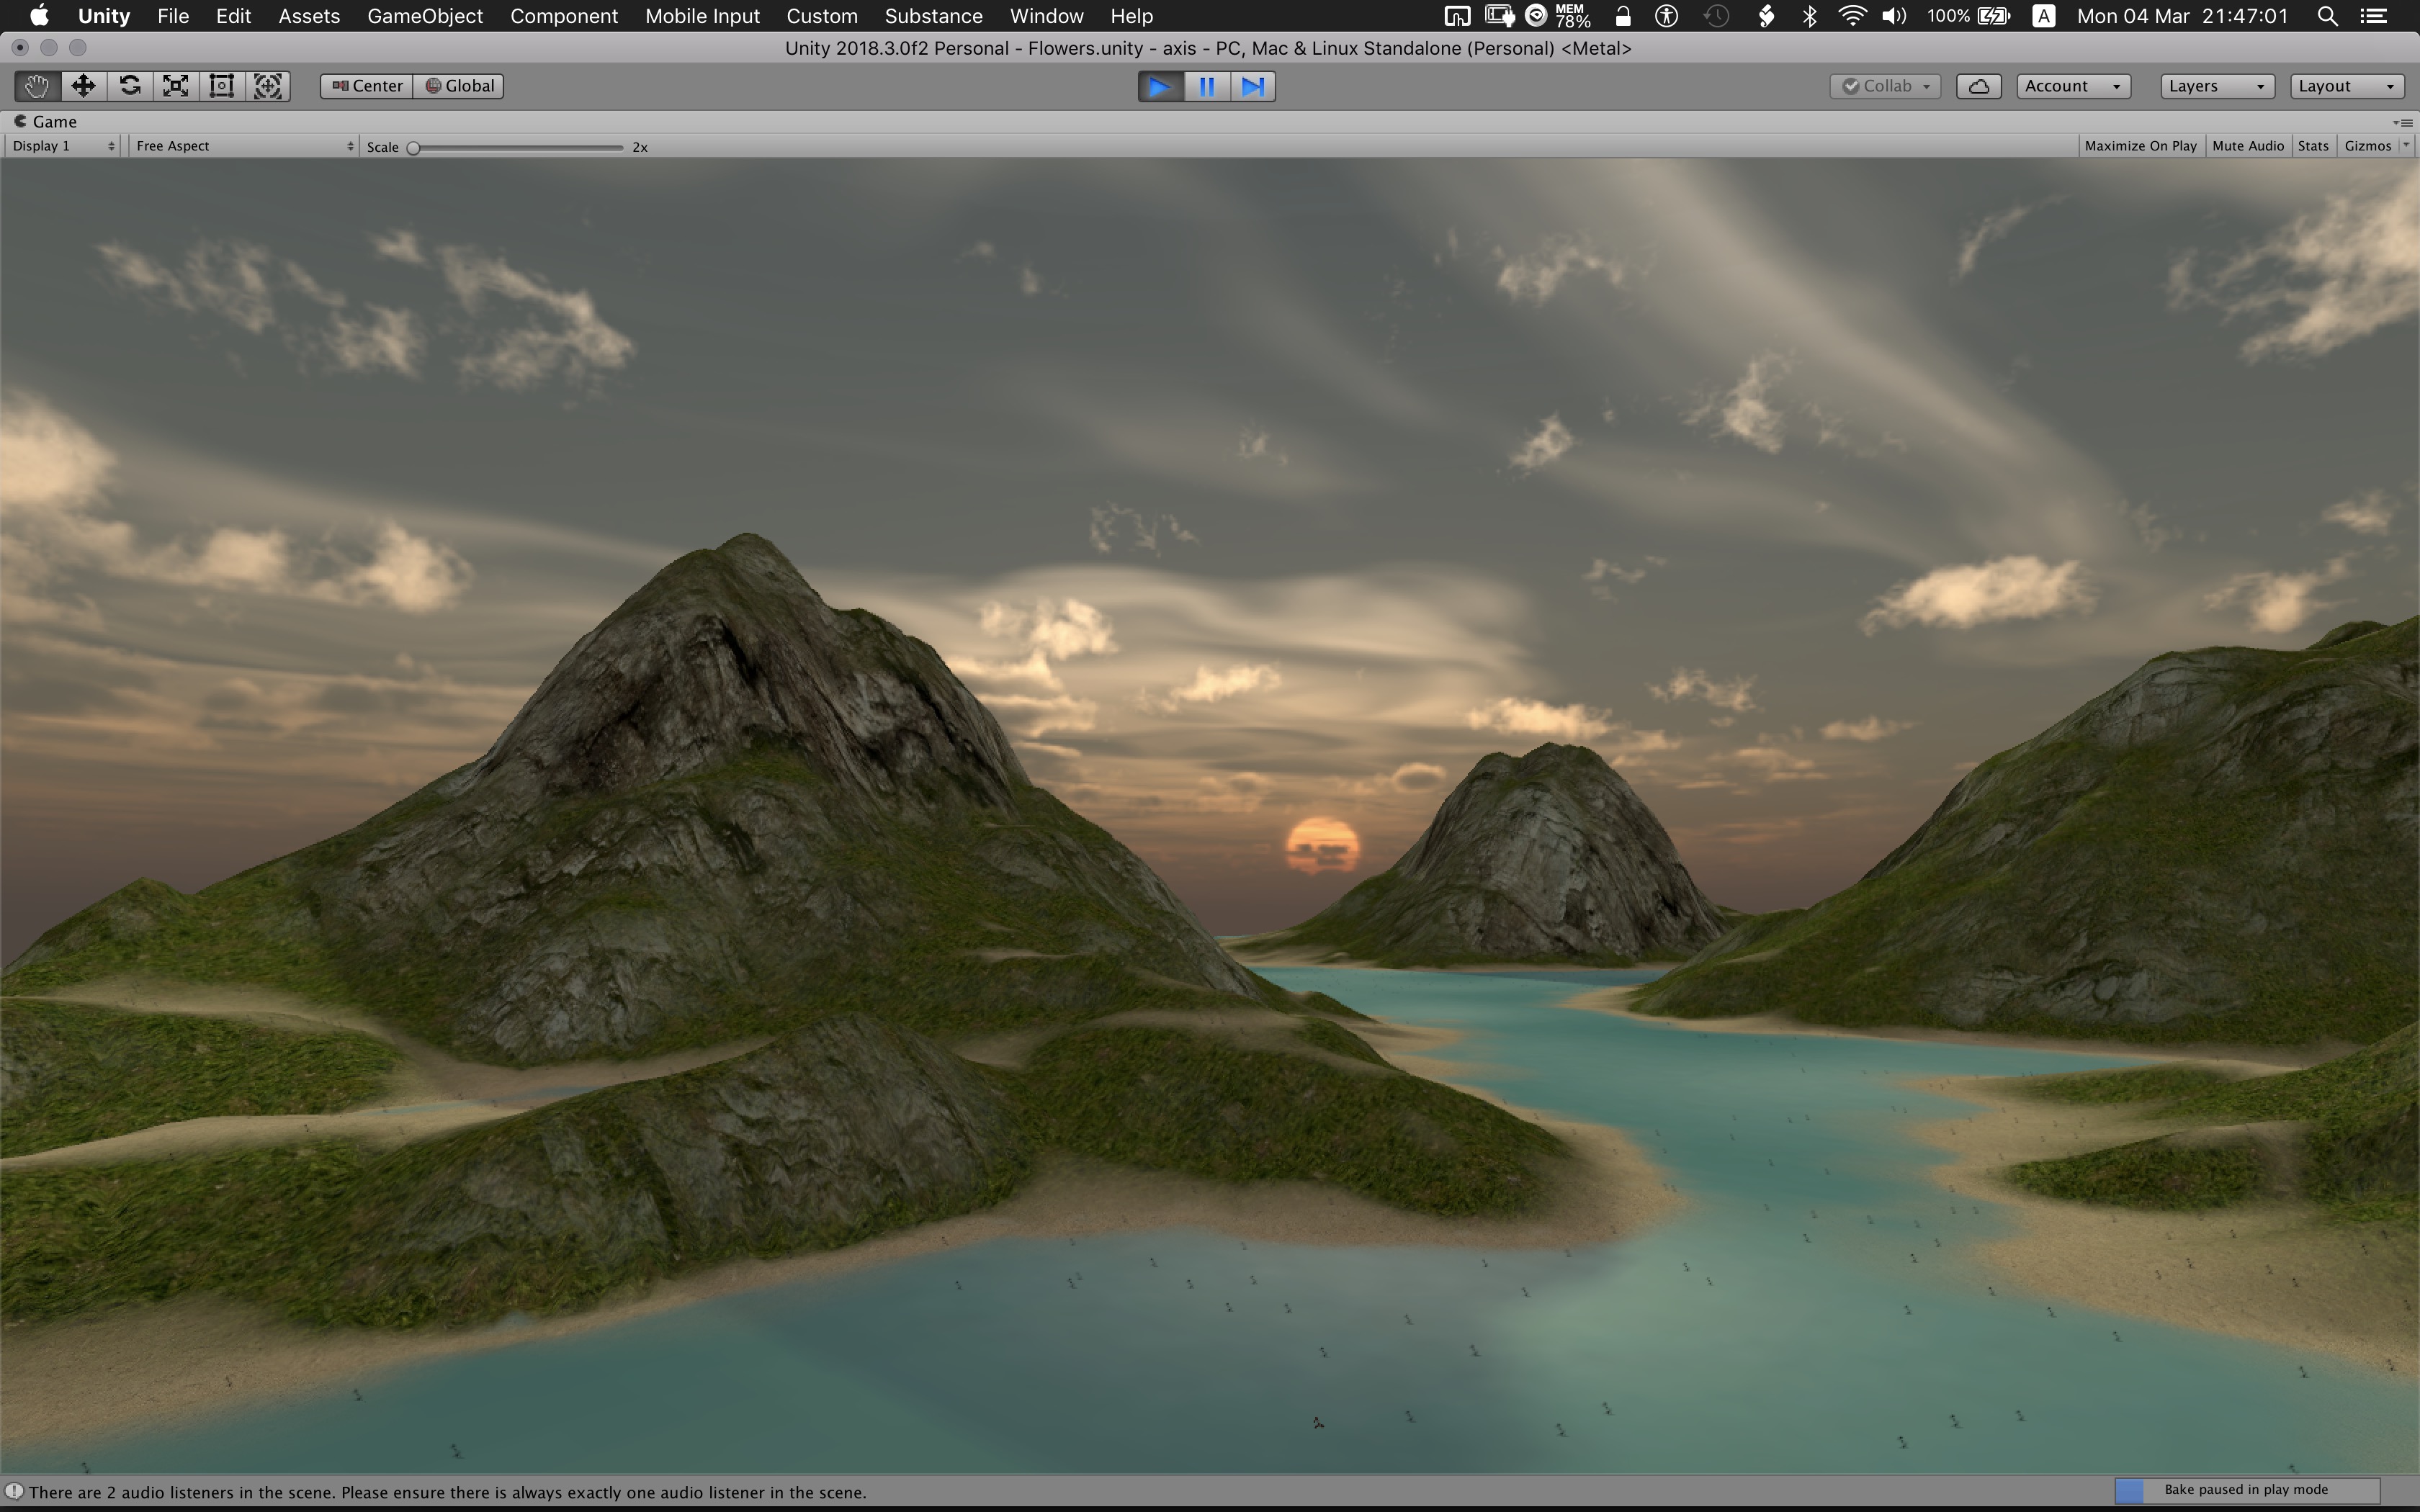 Unity File Edit Assets GameObject Component Mobile Input Custom Substance Window Help MEM 78% 100% A Mon 04 Mar 21:47:01
Unity 2018.3.0f2 Personal - Flowers.unity - axis - PC, Mac & Linux Standalone (Personal) <Metal>
Center Global Collab Account Layers Layout
Game
Display 1 Free Aspect Scale 2x Maximize On Play Mute Audio Stats Gizmos
There are 2 audio listeners in the scene. Please ensure there is always exactly one audio listener in the scene. Bake paused in play mode